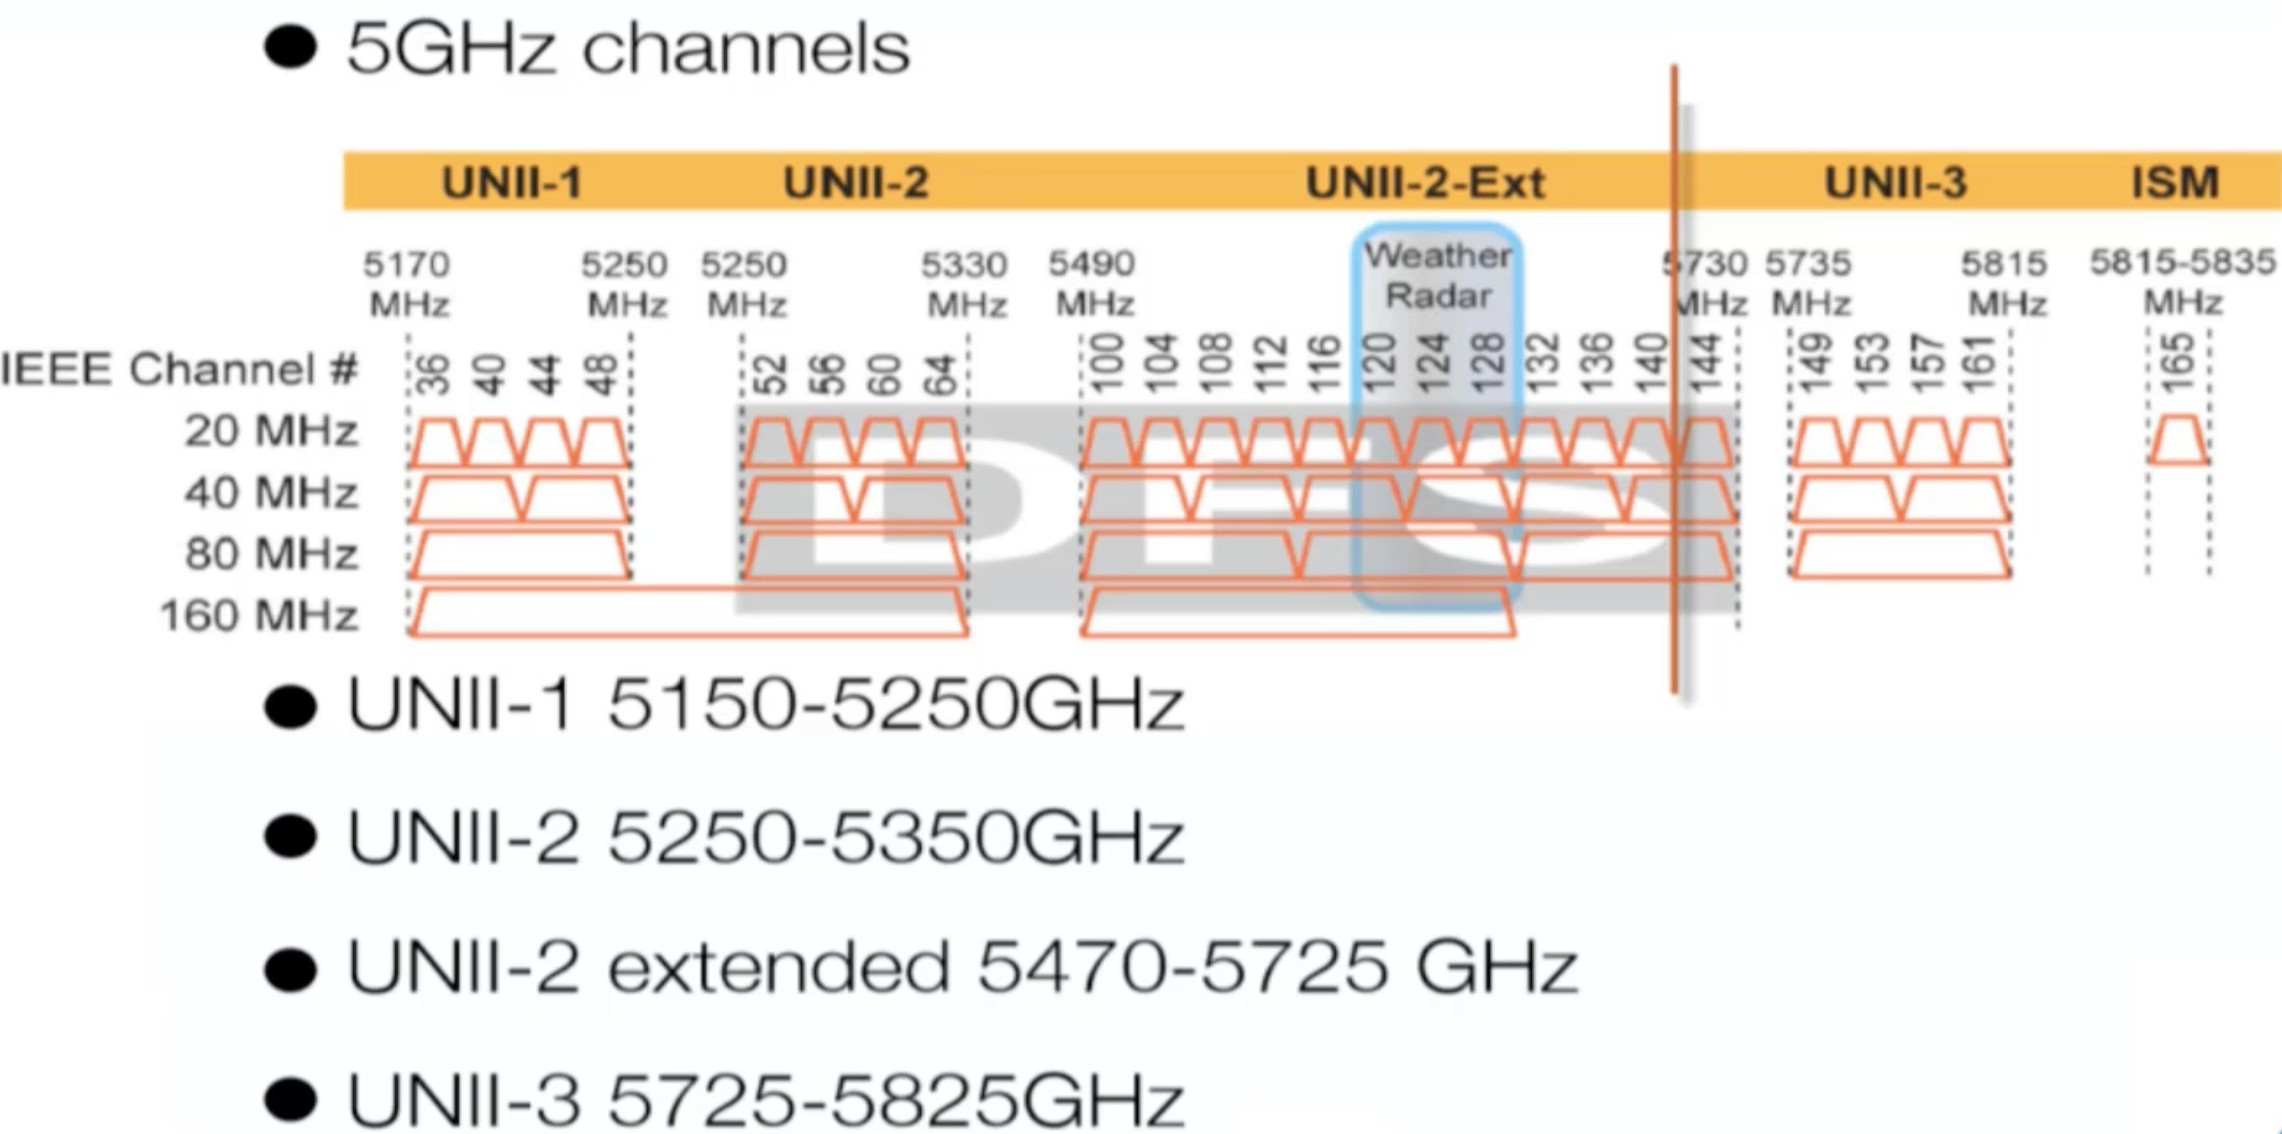 ● 5GHz channels
UNII-1 UNII-2 UNII-2-Ext UNII-3 ISM
5170 MHz 5250 MHz 5250 MHz 5330 MHz 5490 MHz Weather Radar 5730 MHz 5735 MHz 5815 MHz 5815-5835 MHz
IEEE Channel # 36 40 44 48 52 56 60 64 100 104 108 112 116 120 124 128 132 136 140 144 149 153 157 161 165
20 MHz
40 MHz
DFS
80 MHz
160 MHz
● UNII-1 5150-5250GHz
● UNII-2 5250-5350GHz
● UNII-2 extended 5470-5725 GHz
● UNII-3 5725-5825GHz